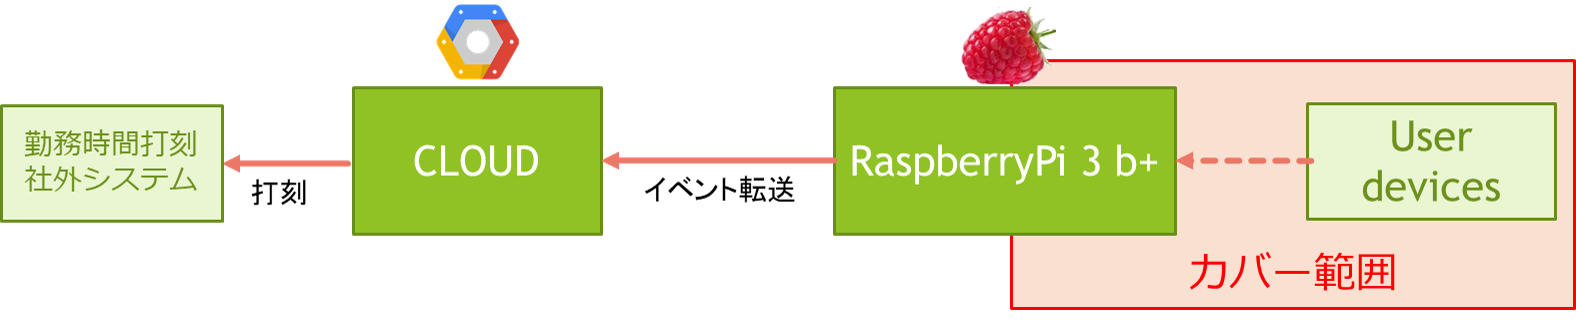 勤務時間打刻
社外システム
打刻
CLOUD
イベント転送
RaspberryPi 3 b+
User
devices
カバー範囲